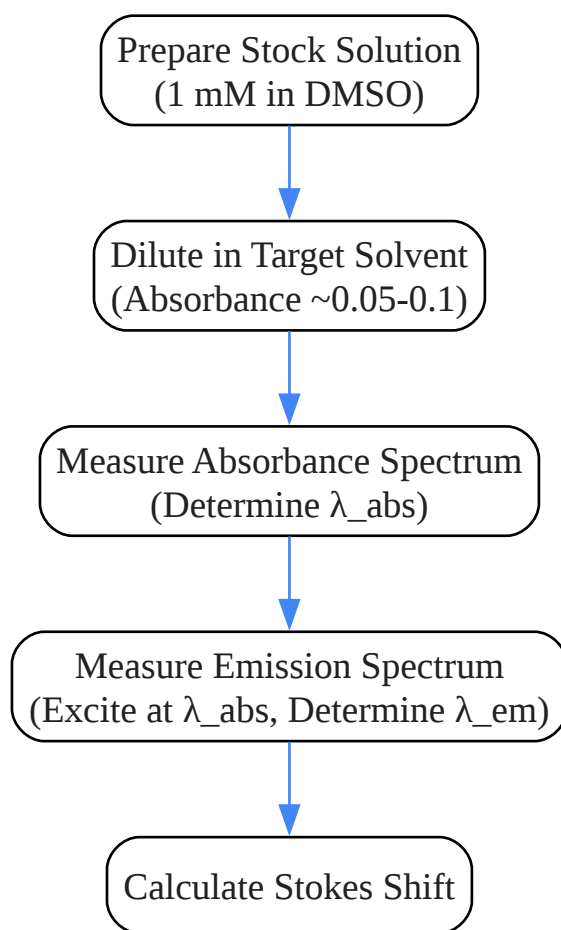 Prepare Stock Solution
(1 mM in DMSO)
Dilute in Target Solvent
(Absorbance ~0.05-0.1)
Measure Absorbance Spectrum
(Determine λ_abs)
Measure Emission Spectrum
(Excite at λ_abs, Determine λ_em)
Calculate Stokes Shift